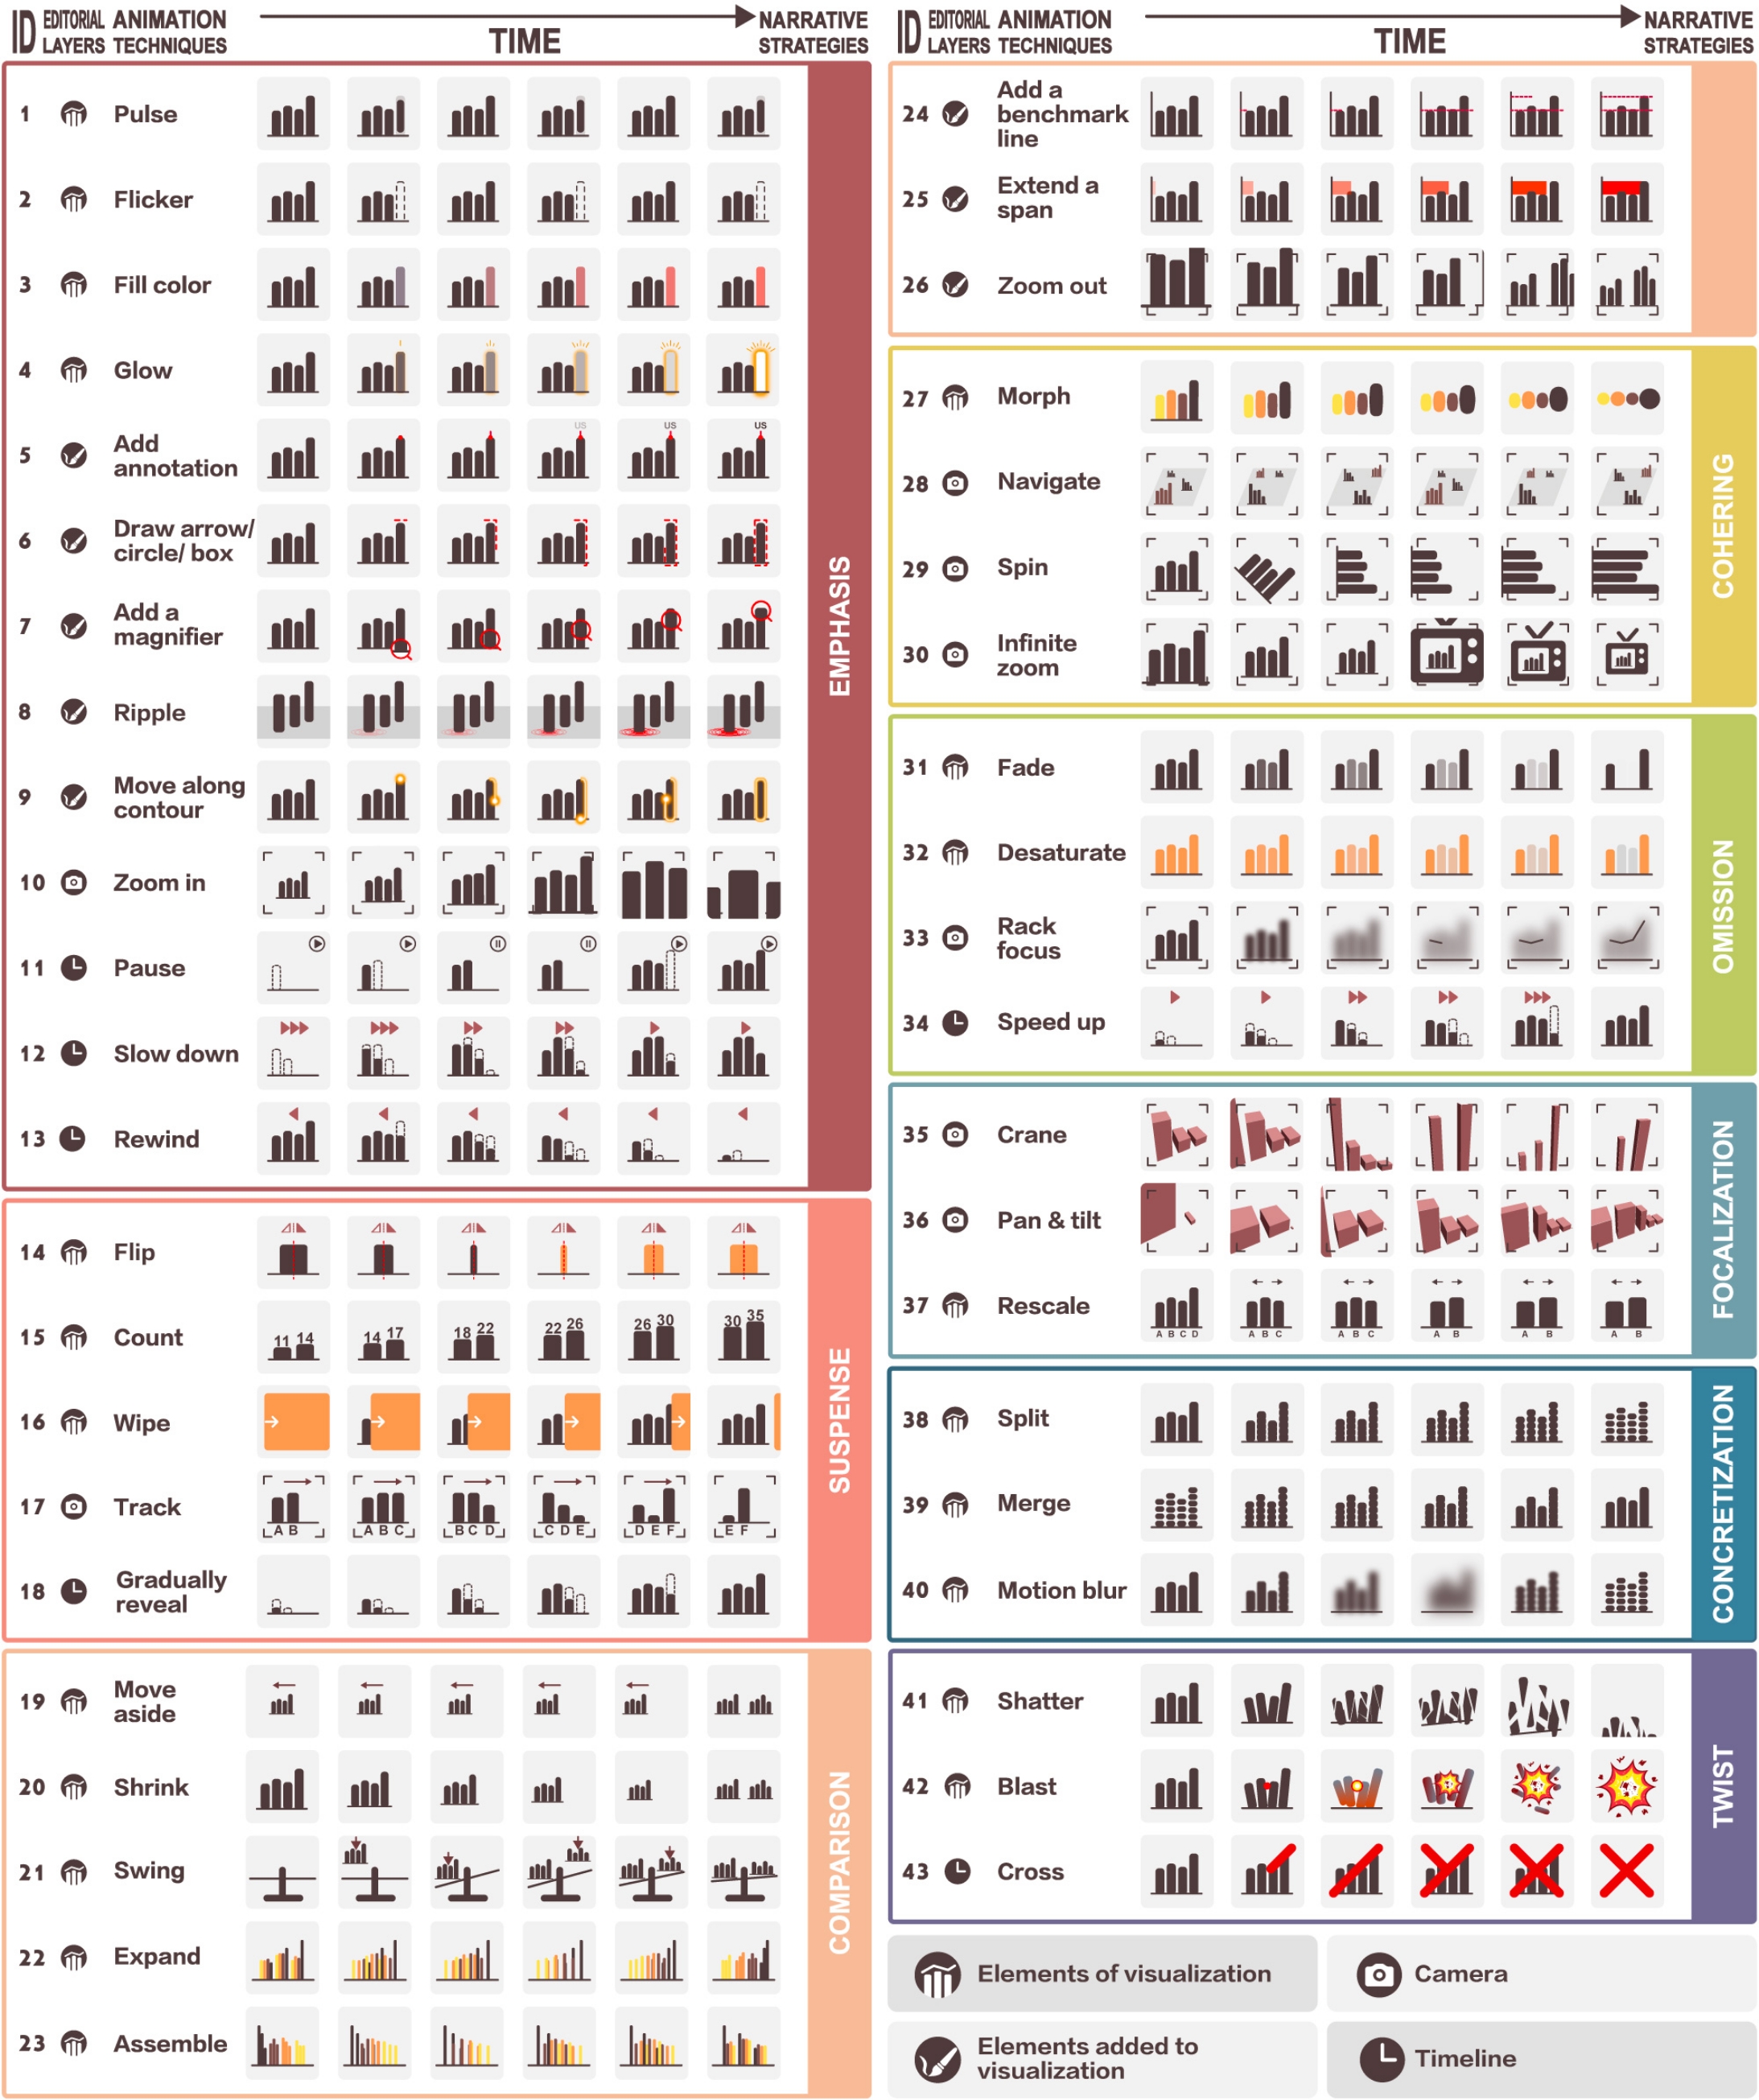 ID EDITORIAL LAYERS ANIMATION TECHNIQUES TIME NARRATIVE STRATEGIES
1 Pulse
2 Flicker
3 Fill color
4 Glow
5 Add annotation
US US US
6 Draw arrow/ circle/ box
7 Add a magnifier
8 Ripple
9 Move along contour
10 Zoom in
11 Pause
12 Slow down
13 Rewind
EMPHASIS
14 Flip
15 Count
11 14 14 17 18 22 22 26 26 30 30 35
16 Wipe
17 Track
A B A B C B C D C D E D E F E F
18 Gradually reveal
SUSPENSE
19 Move aside
20 Shrink
21 Swing
22 Expand
23 Assemble
COMPARISON
ID EDITORIAL LAYERS ANIMATION TECHNIQUES TIME NARRATIVE STRATEGIES
24 Add a benchmark line
25 Extend a span
26 Zoom out
27 Morph
28 Navigate
29 Spin
30 Infinite zoom
COHERING
31 Fade
32 Desaturate
33 Rack focus
34 Speed up
OMISSION
35 Crane
36 Pan & tilt
37 Rescale
A B C D A B C A B C A B A B A B
FOCALIZATION
38 Split
39 Merge
40 Motion blur
CONCRETIZATION
41 Shatter
42 Blast
43 Cross
TWIST
Elements of visualization
Camera
Elements added to visualization
Timeline